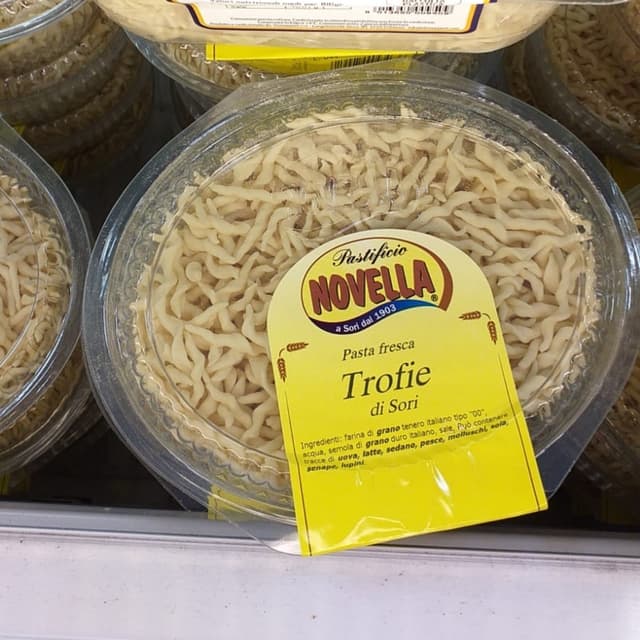 Pastificio
NOVELLA®
a Sori dal 1903
Pasta fresca
Trofie
di Sori
Ingredienti: farina di grano tenero italiano tipo "00",
acqua, semola di grano duro italiano, sale. Può contenere
tracce di uova, latte, sedano, pesce, molluschi, soia,
senape, lupini.